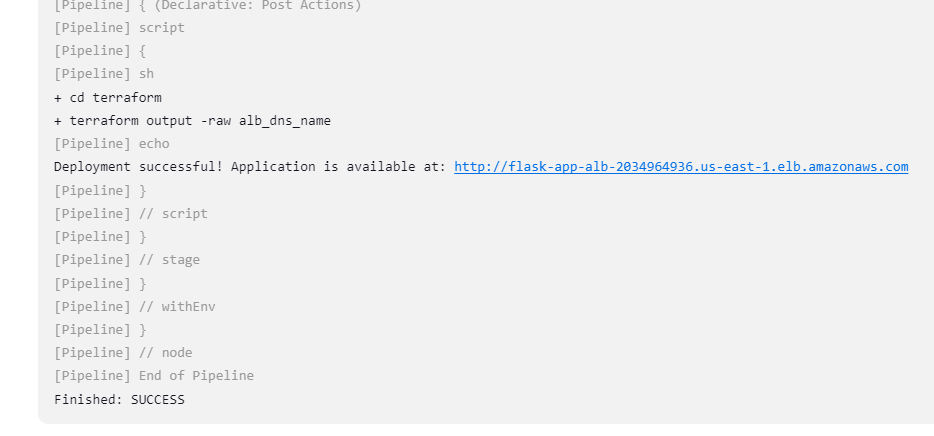 [Pipeline] { (Declarative: Post Actions)
[Pipeline] script
[Pipeline] {
[Pipeline] sh
+ cd terraform
+ terraform output -raw alb_dns_name
[Pipeline] echo
Deployment successful! Application is available at: http://flask-app-alb-2034964936.us-east-1.elb.amazonaws.com
[Pipeline] }
[Pipeline] // script
[Pipeline] }
[Pipeline] // stage
[Pipeline] }
[Pipeline] // withEnv
[Pipeline] }
[Pipeline] // node
[Pipeline] End of Pipeline
Finished: SUCCESS